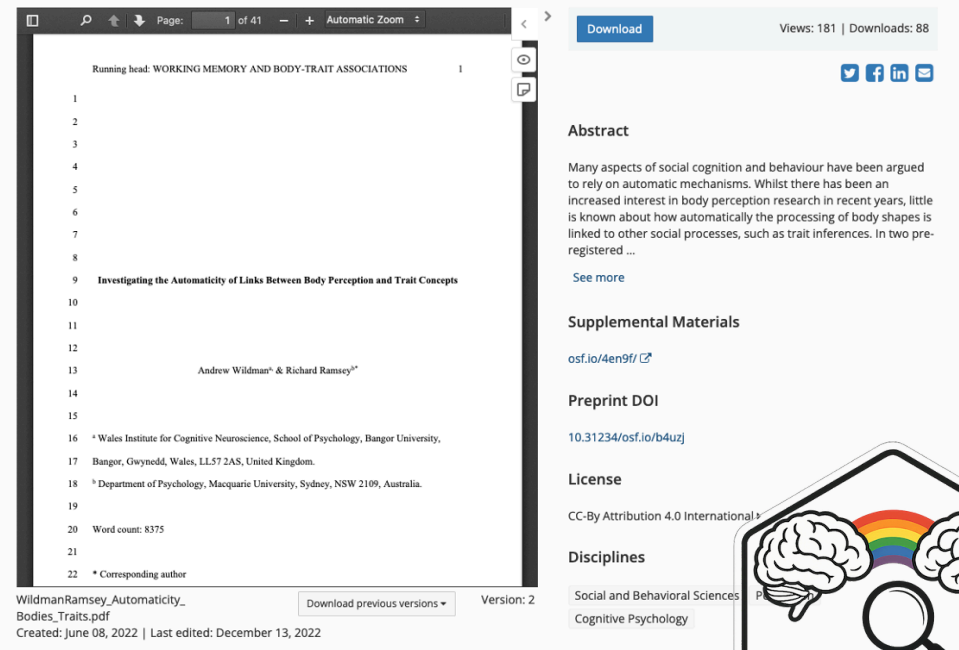 Page: 1 of 41 − + Automatic Zoom
Running head: WORKING MEMORY AND BODY-TRAIT ASSOCIATIONS 1
1
2
3
4
5
6
7
8
9 Investigating the Automaticity of Links Between Body Perception and Trait Concepts
10
11
12
13 Andrew Wildmanᵃ, & Richard Ramseyᵇ*
14
15
16 ᵃ Wales Institute for Cognitive Neuroscience, School of Psychology, Bangor University,
17 Bangor, Gwynedd, Wales, LL57 2AS, United Kingdom.
18 ᵇ Department of Psychology, Macquarie University, Sydney, NSW 2109, Australia.
19
20 Word count: 8375
21
22 * Corresponding author
WildmanRamsey_Automaticity_
Bodies_Traits.pdf
Download previous versions
Version: 2
Created: June 08, 2022 | Last edited: December 13, 2022
Download
Views: 181 | Downloads: 88
Abstract
Many aspects of social cognition and behaviour have been argued
to rely on automatic mechanisms. Whilst there has been an
increased interest in body perception research in recent years, little
is known about how automatically the processing of body shapes is
linked to other social processes, such as trait inferences. In two pre-
registered ...
See more
Supplemental Materials
osf.io/4en9f/
Preprint DOI
10.31234/osf.io/b4uzj
License
CC-By Attribution 4.0 International
Disciplines
Social and Behavioral Sciences
Cognitive Psychology